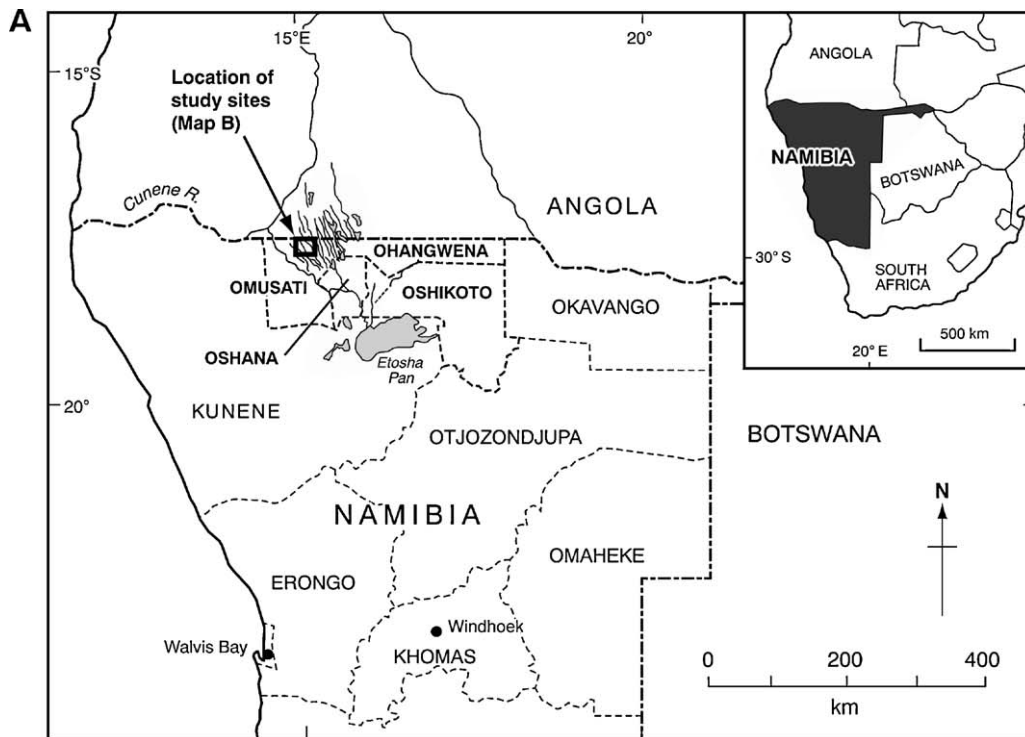 A
15°E
20°
15°S
Location of
study sites
(Map B)
Cunene R.
ANGOLA
OHANGWENA
OMUSATI
OSHIKOTO
OKAVANGO
OSHANA
Etosha
Pan
20°
KUNENE
OTJOZONDJUPA
BOTSWANA
NAMIBIA
OMAHEKE
ERONGO
Windhoek
Walvis Bay
KHOMAS
N
0 200 400
km
ANGOLA
NAMIBIA
BOTSWANA
30° S
SOUTH
AFRICA
500 km
20° E